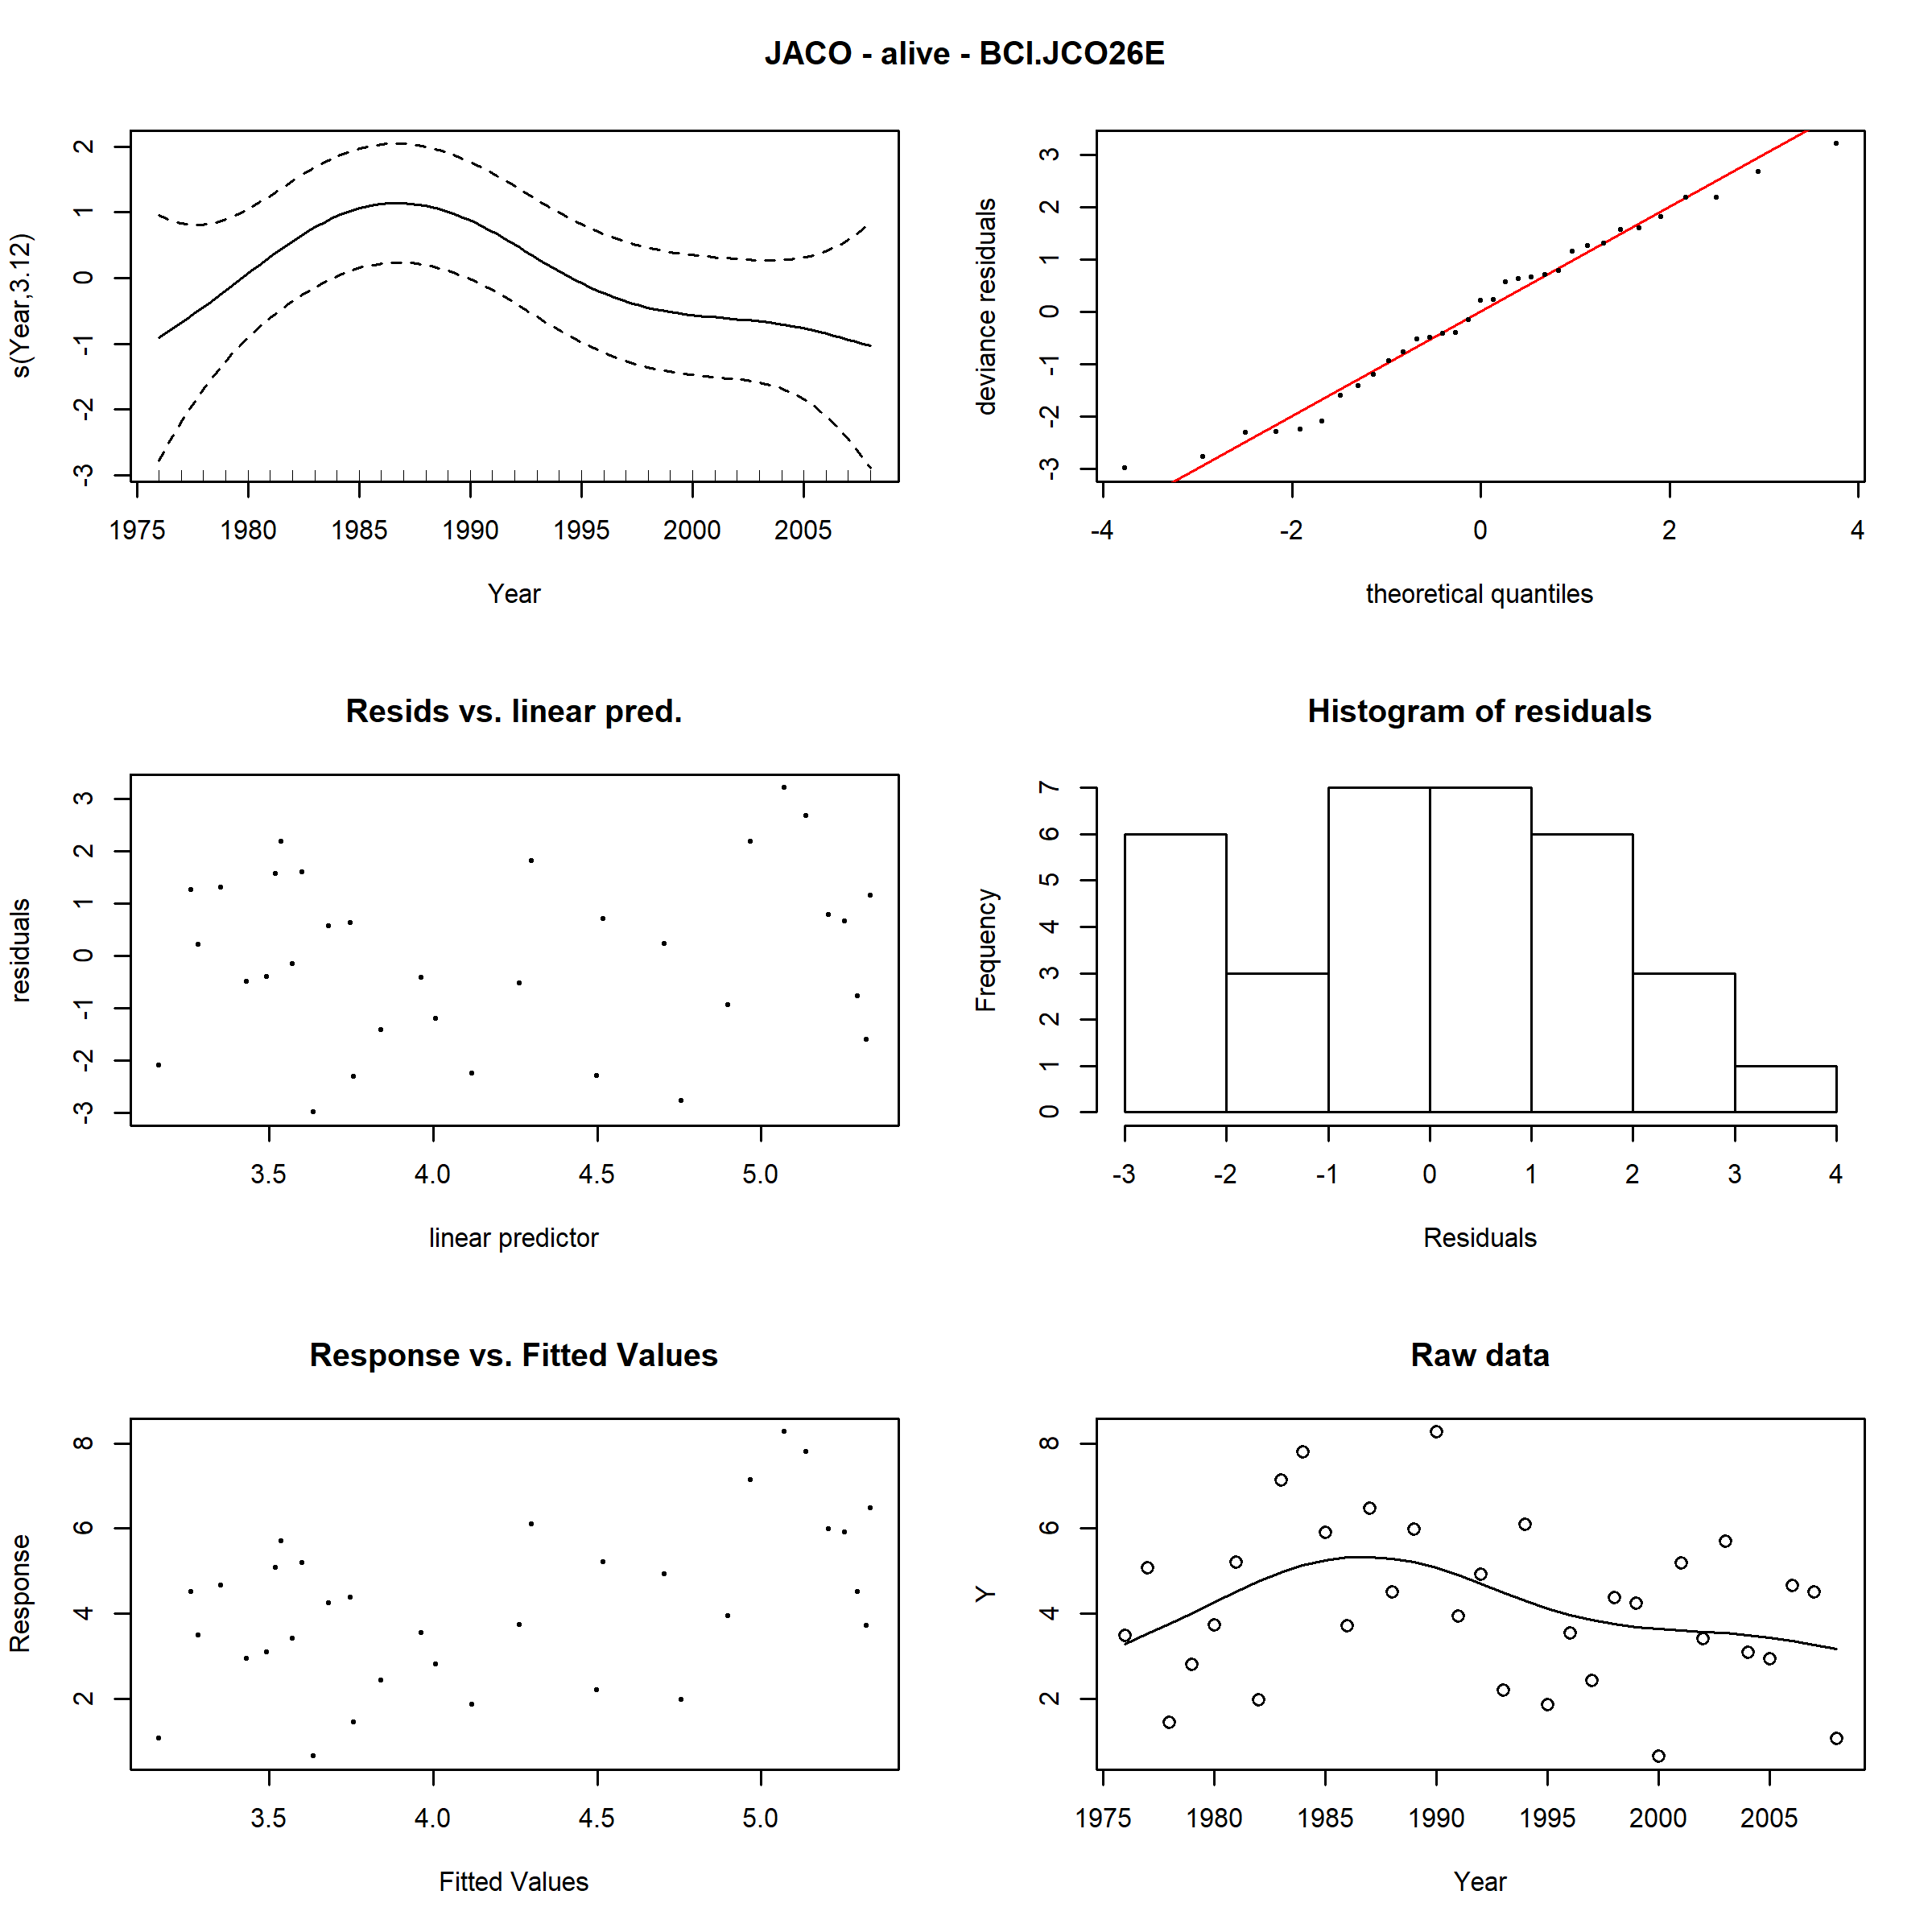 JACO - alive - BCI.JCO26E
s(Year,3.12)
2
1
0
-1
-2
-3
1975 1980 1985 1990 1995 2000 2005
Year
deviance residuals
3
2
1
0
-1
-2
-3
-4 -2 0 2 4
theoretical quantiles
Resids vs. linear pred.
residuals
3
2
1
0
-1
-2
-3
3.5 4.0 4.5 5.0
linear predictor
Histogram of residuals
Frequency
7
6
5
4
3
2
1
0
-3 -2 -1 0 1 2 3 4
Residuals
Response vs. Fitted Values
Response
8
6
4
2
3.5 4.0 4.5 5.0
Fitted Values
Raw data
Y
8
6
4
2
1975 1980 1985 1990 1995 2000 2005
Year